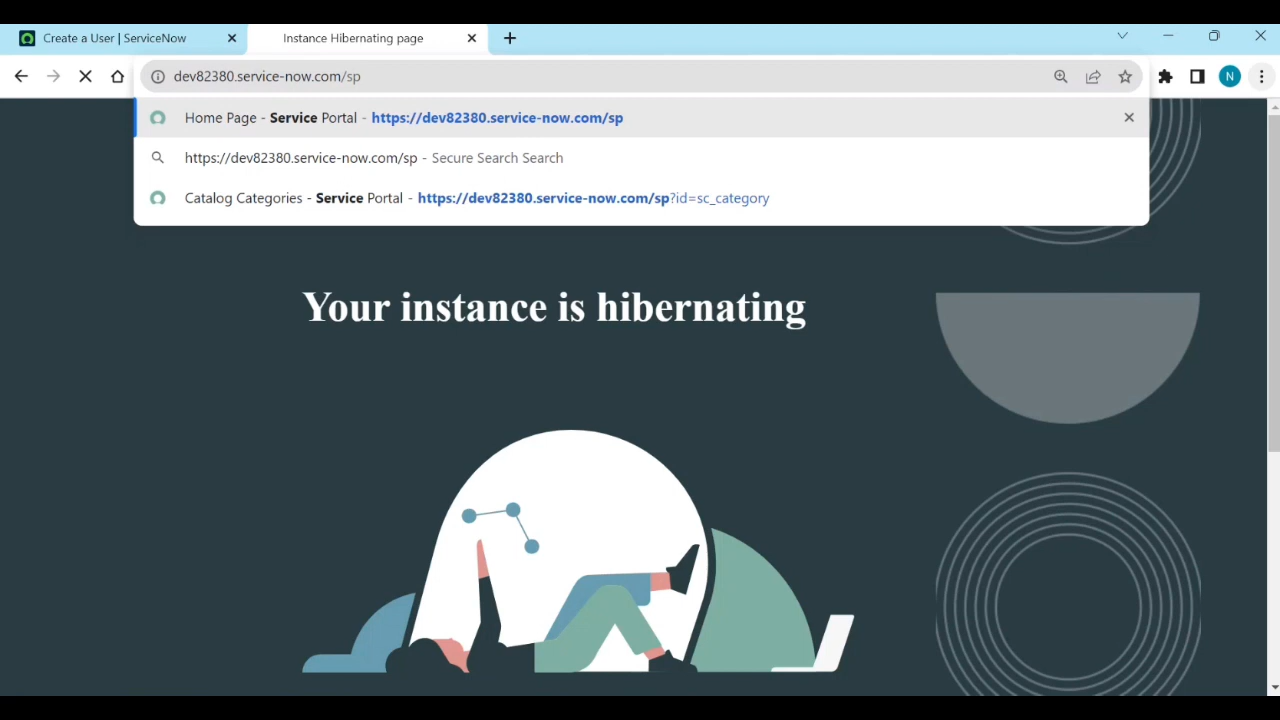 Create a User | ServiceNow
Instance Hibernating page
dev82380.service-now.com/sp
N
Home Page - Service Portal - https://dev82380.service-now.com/sp
https://dev82380.service-now.com/sp - Secure Search Search
Catalog Categories - Service Portal - https://dev82380.service-now.com/sp?id=sc_category
Your instance is hibernating